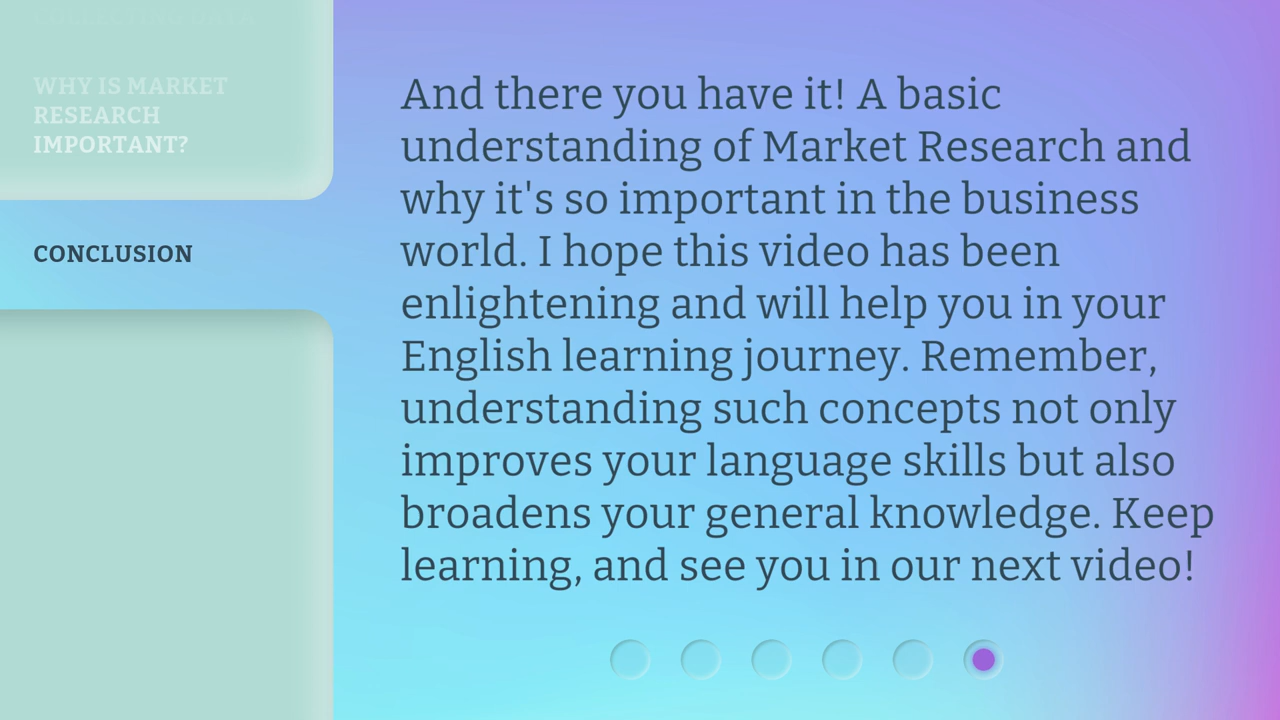 WHY IS MARKET
RESEARCH
IMPORTANT?
CONCLUSION
And there you have it! A basic
understanding of Market Research and
why it's so important in the business
world. I hope this video has been
enlightening and will help you in your
English learning journey. Remember,
understanding such concepts not only
improves your language skills but also
broadens your general knowledge. Keep
learning, and see you in our next video!